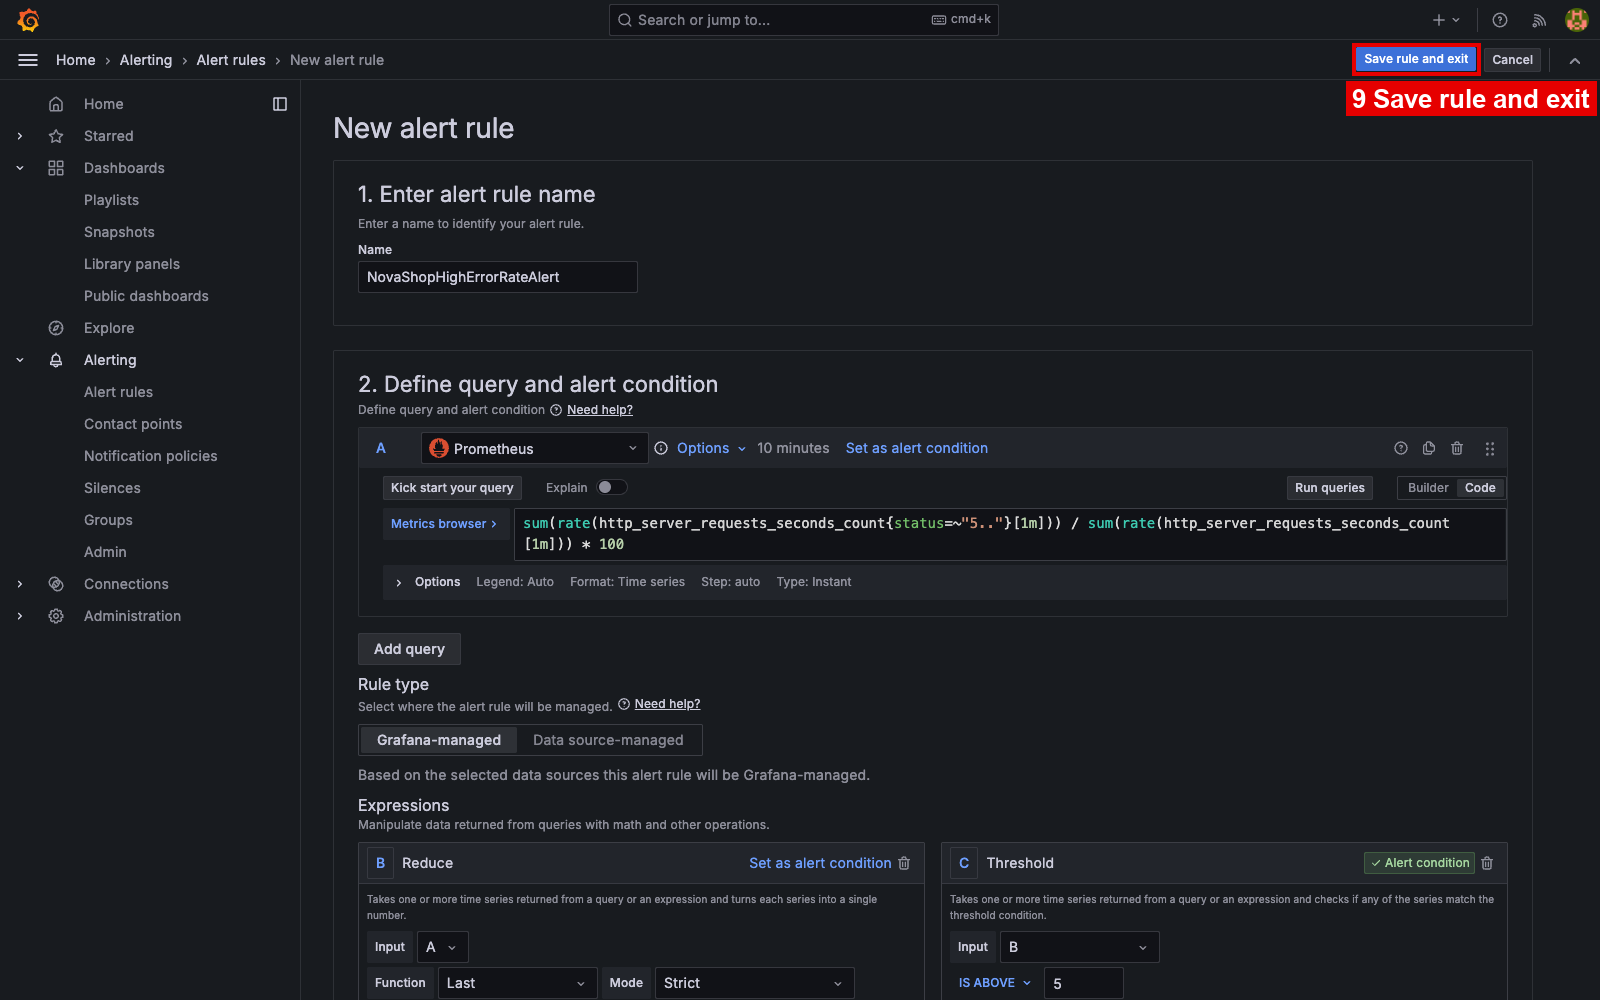 Search or jump to...
cmd+k
Home › Alerting › Alert rules › New alert rule
Save rule and exit
Cancel
9 Save rule and exit
Home
Starred
Dashboards
Playlists
Snapshots
Library panels
Public dashboards
Explore
Alerting
Alert rules
Contact points
Notification policies
Silences
Groups
Admin
Connections
Administration
New alert rule
1. Enter alert rule name
Enter a name to identify your alert rule.
Name
NovaShopHighErrorRateAlert
2. Define query and alert condition
Define query and alert condition Need help?
A Prometheus Options 10 minutes Set as alert condition
Kick start your query Explain Run queries Builder Code
Metrics browser ›
sum(rate(http_server_requests_seconds_count{status=~"5.."}[1m])) / sum(rate(http_server_requests_seconds_count
[1m])) * 100
Options Legend: Auto Format: Time series Step: auto Type: Instant
Add query
Rule type
Select where the alert rule will be managed. Need help?
Grafana-managed Data source-managed
Based on the selected data sources this alert rule will be Grafana-managed.
Expressions
Manipulate data returned from queries with math and other operations.
B Reduce Set as alert condition
Takes one or more time series returned from a query or an expression and turns each series into a single
number.
Input A
Function Last Mode Strict
C Threshold Alert condition
Takes one or more time series returned from a query or an expression and checks if any of the series match the
threshold condition.
Input B
IS ABOVE 5